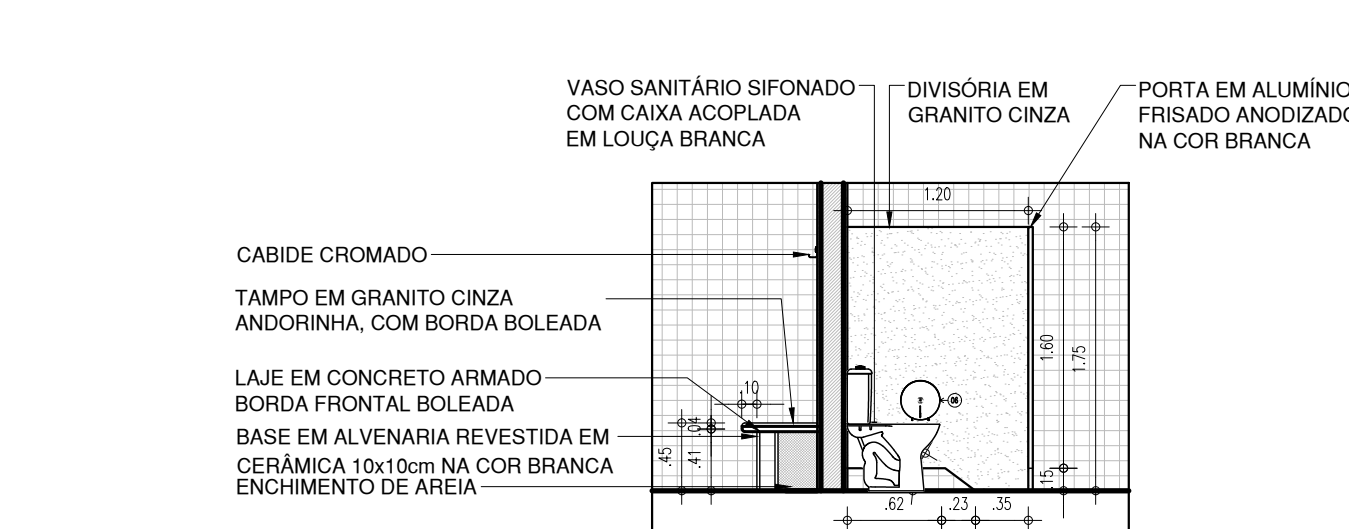 VASO SANITÁRIO SIFONADO
COM CAIXA ACOPLADA
EM LOUÇA BRANCA
DIVISÓRIA EM
GRANITO CINZA
PORTA EM ALUMÍNIO
FRISADO ANODIZADO
NA COR BRANCA
1.20
CABIDE CROMADO
TAMPO EM GRANITO CINZA
ANDORINHA, COM BORDA BOLEADA
LAJE EM CONCRETO ARMADO
BORDA FRONTAL BOLEADA
BASE EM ALVENARIA REVESTIDA EM
CERÂMICA 10x10cm NA COR BRANCA
ENCHIMENTO DE AREIA
.10
.04
.45
.41
1.60
1.75
.15
.62
.23
.35